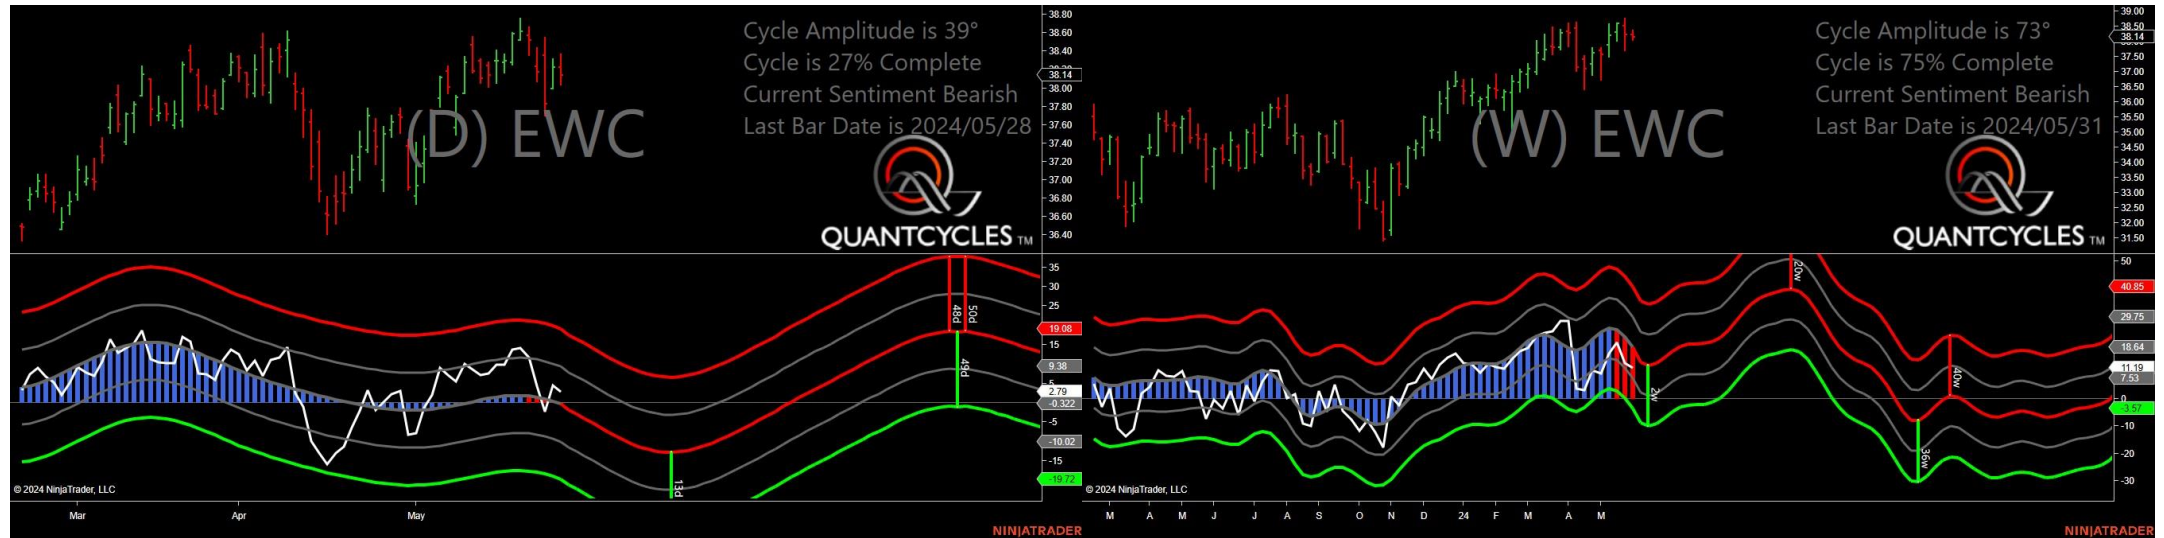 Cycle Amplitude is 39°
Cycle is 27% Complete
Current Sentiment Bearish
Last Bar Date is 2024/05/28
(D) EWC
QUANTCYCLES TM
38.80
38.60
38.40
38.14
38.00
37.80
37.60
37.40
37.20
37.00
36.80
36.60
36.40
35
30
25
19.08
15
9.38
5
2.79
-0.322
-5
-10.02
-15
-19.72
48d
50d
49d
13d
© 2024 NinjaTrader, LLC
Mar
Apr
May
NINJATRADER
Cycle Amplitude is 73°
Cycle is 75% Complete
Current Sentiment Bearish
Last Bar Date is 2024/05/31
(W) EWC
QUANTCYCLES TM
39.00
38.50
38.14
37.50
37.00
36.50
36.00
35.50
35.00
34.50
34.00
33.50
33.00
32.50
32.00
31.50
50
40.85
29.75
18.64
11.19
7.53
0
-3.57
-10
-20
-30
20w
2w
40w
36w
© 2024 NinjaTrader, LLC
M
A
M
J
J
A
S
O
N
D
24
F
M
A
M
NINJATRADER